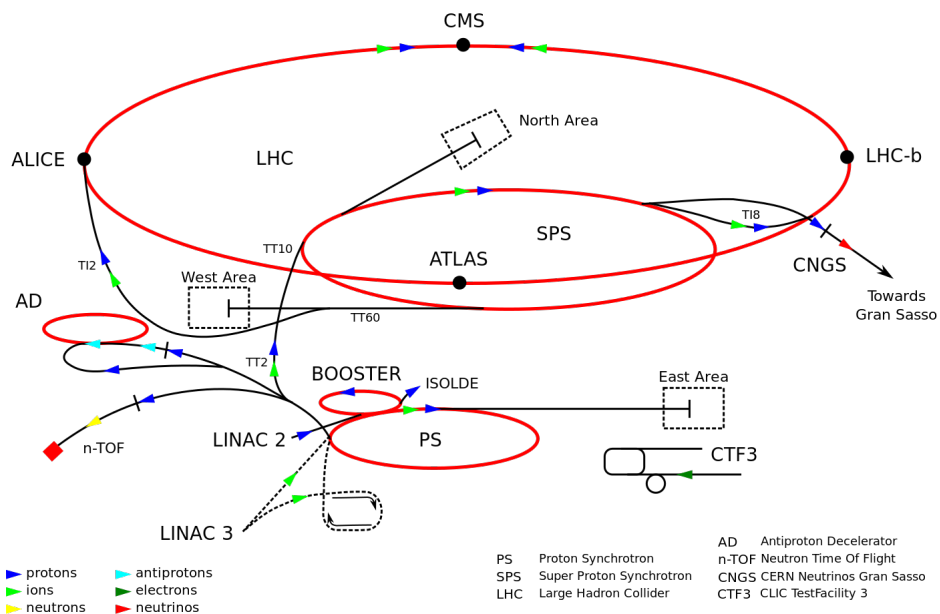 CMS
North Area
ALICE
LHC
LHC-b
TI8
TT10
SPS
ATLAS
TI2
West Area
CNGS
AD
TT60
Towards
Gran Sasso
TT2
BOOSTER
ISOLDE
East Area
LINAC 2
PS
n-TOF
CTF3
LINAC 3
protons
ions
neutrons
antiprotons
electrons
neutrinos
PS Proton Synchrotron
SPS Super Proton Synchrotron
LHC Large Hadron Collider
AD Antiproton Decelerator
n-TOF Neutron Time Of Flight
CNGS CERN Neutrinos Gran Sasso
CTF3 CLIC TestFacility 3